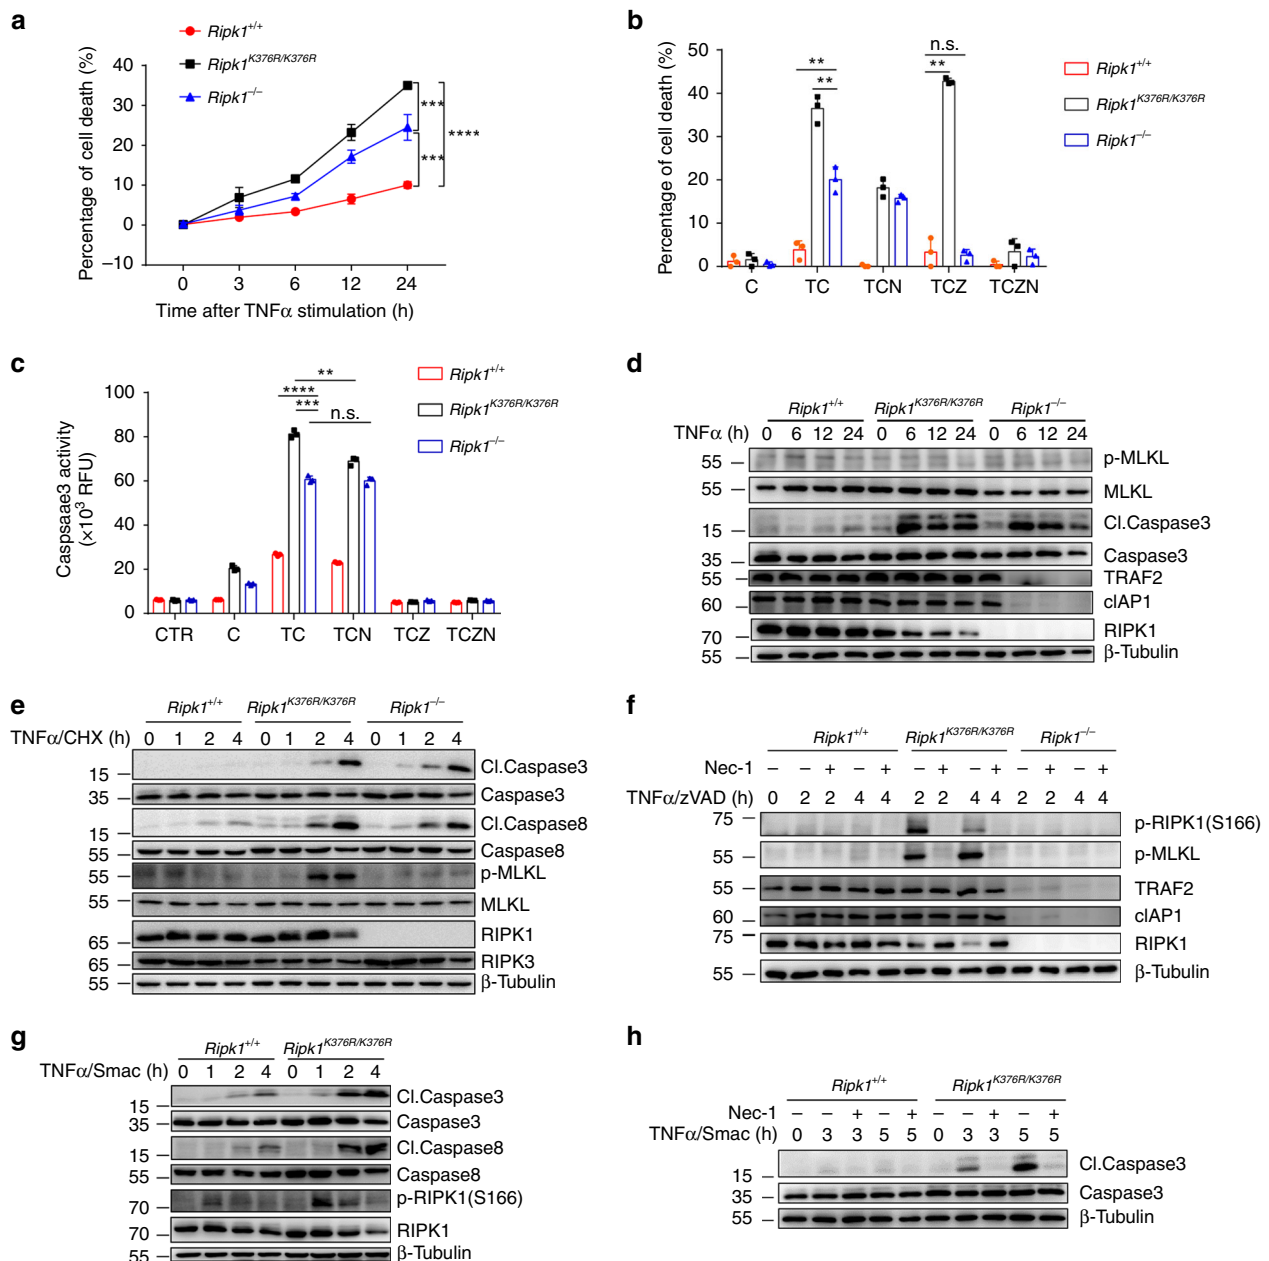 a
Ripk1+/+
Ripk1K376R/K376R
Ripk1−/−
Percentage of cell death (%)
40
30
20
10
0
−10
***
***
****
0 3 6 12 24
Time after TNFα stimulation (h)
b
Percentage of cell death (%)
50
40
30
20
10
0
**
**
n.s.
**
C TC TCN TCZ TCZN
Ripk1+/+
Ripk1K376R/K376R
Ripk1−/−
c
Caspsaae3 activity
(×10³ RFU)
100
80
60
40
20
0
**
****
***
n.s.
CTR C TC TCN TCZ TCZN
Ripk1+/+
Ripk1K376R/K376R
Ripk1−/−
d
Ripk1+/+ Ripk1K376R/K376R Ripk1−/−
TNFα (h) 0 6 12 24 0 6 12 24 0 6 12 24
55 p-MLKL
55 MLKL
15 Cl.Caspase3
35 Caspase3
55 TRAF2
60 cIAP1
70 RIPK1
55 β-Tubulin
e
Ripk1+/+ Ripk1K376R/K376R Ripk1−/−
TNFα/CHX (h) 0 1 2 4 0 1 2 4 0 1 2 4
15 Cl.Caspase3
35 Caspase3
15 Cl.Caspase8
55 Caspase8
55 p-MLKL
55 MLKL
65 RIPK1
65 RIPK3
55 β-Tubulin
f
Ripk1+/+ Ripk1K376R/K376R Ripk1−/−
Nec-1 − − + − + − + − + − + − +
TNFα/zVAD (h) 0 2 2 4 4 2 2 4 4 2 2 4 4
75 p-RIPK1(S166)
55 p-MLKL
55 TRAF2
60 cIAP1
75 RIPK1
55 β-Tubulin
g
Ripk1+/+ Ripk1K376R/K376R
TNFα/Smac (h) 0 1 2 4 0 1 2 4
15 Cl.Caspase3
35 Caspase3
15 Cl.Caspase8
55 Caspase8
70 p-RIPK1(S166)
70 RIPK1
55 β-Tubulin
h
Ripk1+/+ Ripk1K376R/K376R
Nec-1 − − + − + − − + − +
TNFα/Smac (h) 0 3 3 5 5 0 3 3 5 5
15 Cl.Caspase3
35 Caspase3
55 β-Tubulin